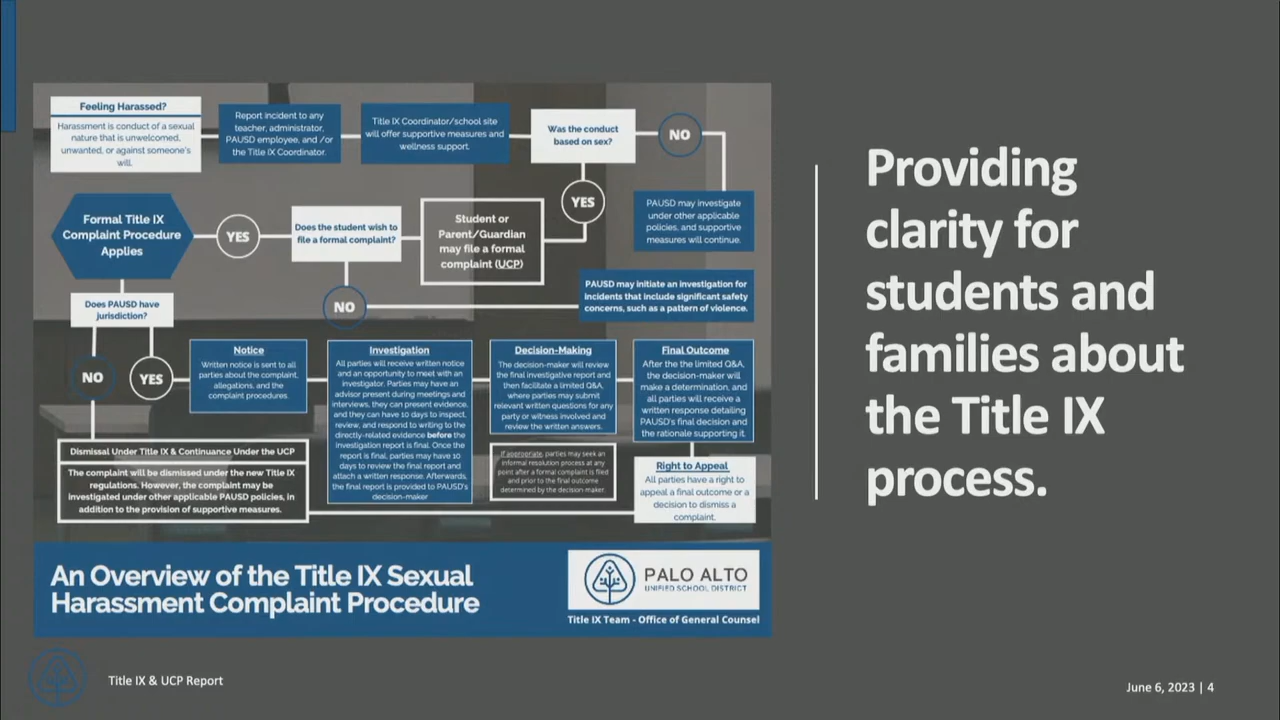 Feeling Harassed?
Harassment is conduct of a sexual
nature that is unwelcomed,
unwanted, or against someone's
will.
Report incident to any
teacher, administrator,
PAUSD employee, and /or
the Title IX Coordinator.
Title IX Coordinator/school site
will offer supportive measures and
wellness support.
Was the conduct
based on sex?
NO
YES
PAUSD may investigate
under other applicable
policies, and supportive
measures will continue.
Student or
Parent/Guardian
may file a formal
complaint (UCP)
Does the student wish to
file a formal complaint?
YES
Formal Title IX
Complaint Procedure
Applies
NO
PAUSD may initiate an investigation for
incidents that include significant safety
concerns, such as a pattern of violence.
Does PAUSD have
jurisdiction?
NO
YES
Notice
Written notice is sent to all
parties about the complaint,
allegations, and the
complaint procedures.
Investigation
All parties will receive written notice
and an opportunity to meet with an
investigator. Parties may have an
advisor present during meetings and
interviews, they can present evidence,
and they can have 10 days to inspect,
review, and respond to writing to the
directly-related evidence before the
investigation report is final. Once the
report is final, parties may have 10
days to review the final report and
attach a written response. Afterwards,
the final report is provided to PAUSD's
decision-maker
Decision-Making
The decision-maker will review
the final investigative report and
then facilitate a limited Q&A,
where parties may submit
relevant written questions for any
party or witness involved and
review the written answers.
If appropriate, parties may seek an
informal resolution process at any
point after a formal complaint is filed
and prior to the final outcome
determined by the decision-maker.
Final Outcome
After the the limited Q&A,
the decision-maker will
make a determination, and
all parties will receive a
written response detailing
PAUSD's final decision and
the rationale supporting it.
Right to Appeal
All parties have a right to
appeal a final outcome or a
decision to dismiss a
complaint.
Dismissal Under Title IX & Continuance Under the UCP
The complaint will be dismissed under the new Title IX
regulations. However, the complaint may be
investigated under other applicable PAUSD policies, in
addition to the provision of supportive measures.
An Overview of the Title IX Sexual
Harassment Complaint Procedure
PALO ALTO
UNIFIED SCHOOL DISTRICT
Title IX Team - Office of General Counsel
Providing
clarity for
students and
families about
the Title IX
process.
Title IX & UCP Report
June 6, 2023 | 4